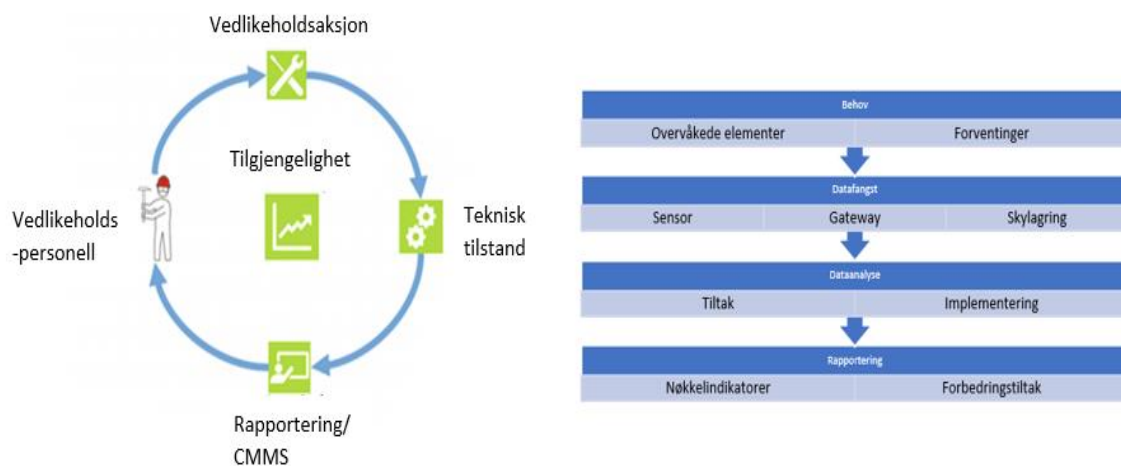 Vedlikeholdsaksjon
Tilgjengelighet
Vedlikeholds
-personell
Teknisk
tilstand
Rapportering/
CMMS
Behov
Overvåkede elementer
Forventinger
Datafangst
Sensor
Gateway
Skylagring
Dataanalyse
Tiltak
Implementering
Rapportering
Nøkkelindikatorer
Forbedringstiltak